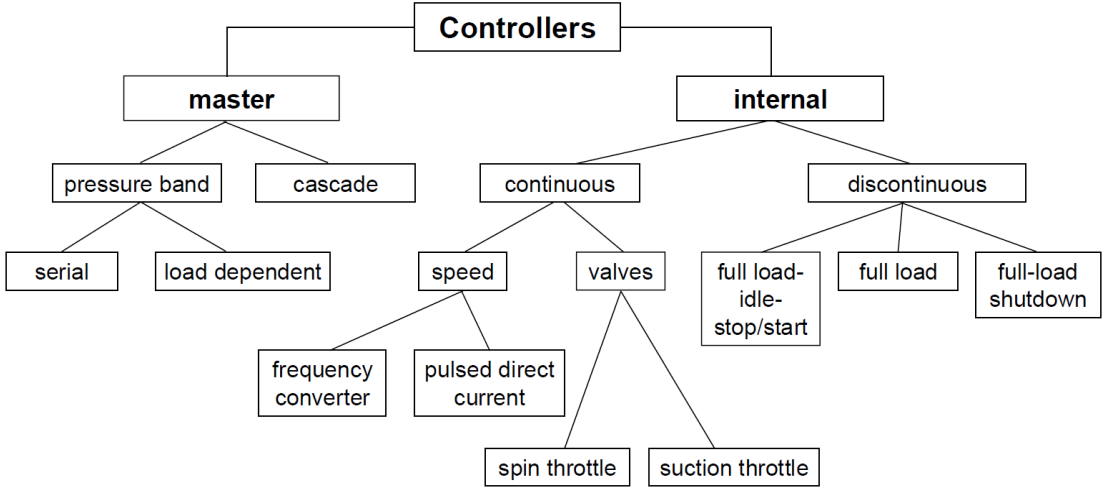 Controllers
master
internal
pressure band
cascade
continuous
discontinuous
serial
load dependent
speed
valves
full load-
idle-
stop/start
full load
full-load
shutdown
frequency
converter
pulsed direct
current
spin throttle
suction throttle